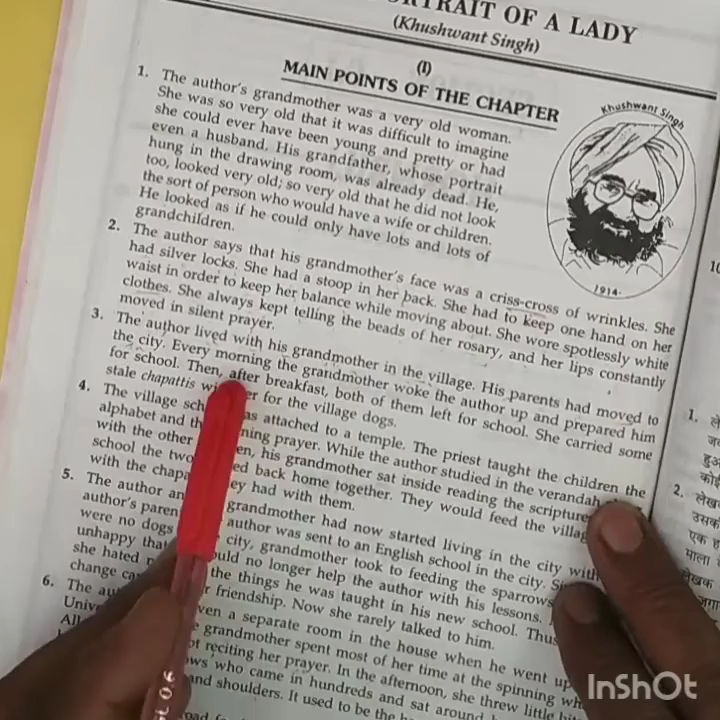 RTRAIT OF A LADY
(Khushwant Singh)
(I)
MAIN POINTS OF THE CHAPTER
1. The author's grandmother was a very old woman.
She was so very old that it was difficult to imagine
she could ever have been young and pretty or had
even a husband. His grandfather, whose portrait
hung in the drawing room, was already dead. He,
too, looked very old; so very old that he did not look
the sort of person who would have a wife or children.
He looked as if he could only have lots and lots of
grandchildren.
Khushwant Singh
1914-
2. The author says that his grandmother's face was a criss-cross of wrinkles. She
had silver locks. She had a stoop in her back. She had to keep one hand on her
waist in order to keep her balance while moving about. She wore spotlessly white
clothes. She always kept telling the beads of her rosary, and her lips constantly
moved in silent prayer.
3. The author lived with his grandmother in the village. His parents had moved to
the city. Every morning the grandmother woke the author up and prepared him
for school. Then, after breakfast, both of them left for school. She carried some
stale chapattis wi er for the village dogs.
4. The village sch as attached to a temple. The priest taught the children the
alphabet and th ning prayer. While the author studied in the verandah
with the other en, his grandmother sat inside reading the scripture
school the two ed back home together. They would feed the villag
with the chapa ey had with them.
5. The author an grandmother had now started living in the city with
author's paren author was sent to an English school in the city. S
were no dogs city, grandmother took to feeding the sparrows
unhappy that ould no longer help the author with his lessons.
she hated the things he was taught in his new school. Thus
change ca r friendship. Now she rarely talked to him.
6. The au ven a separate room in the house when he went up
Unive grandmother spent most of her time at the spinning wh
All ot reciting her prayer. In the afternoon, she threw little
ows who came in hundreds and sat around
and shoulders. It used to be the
10
1. ले
हुअ
कोई
2. लेख
उसक
एक ह
माला
लेखक
InShOt